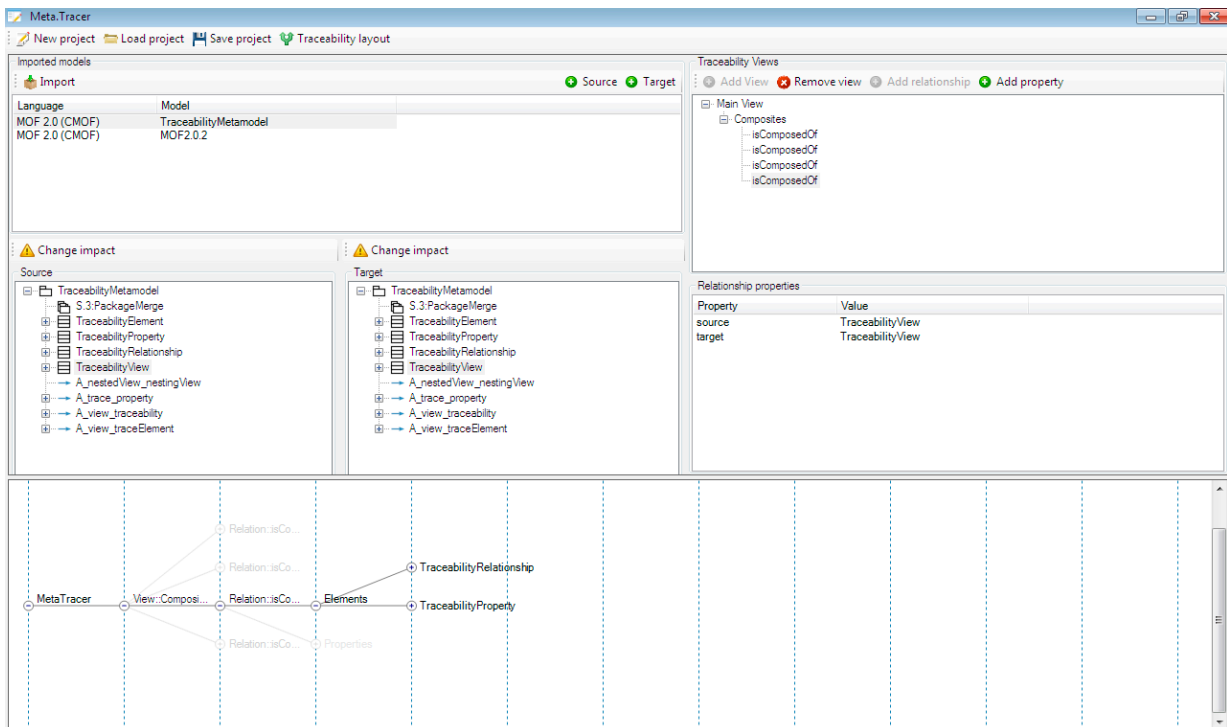 Meta.Tracer
New project Load project Save project Traceability layout
Imported models
Import Source Target
Language Model
MOF 2.0 (CMOF) TraceabilityMetamodel
MOF 2.0 (CMOF) MOF2.0.2
Traceability Views
Add View Remove view Add relationship Add property
Main View
Composites
isComposedOf
isComposedOf
isComposedOf
isComposedOf
Change impact
Source
TraceabilityMetamodel
S.3:PackageMerge
TraceabilityElement
TraceabilityProperty
TraceabilityRelationship
TraceabilityView
A_nestedView_nestingView
A_trace_property
A_view_traceability
A_view_traceElement
Change impact
Target
TraceabilityMetamodel
S.3:PackageMerge
TraceabilityElement
TraceabilityProperty
TraceabilityRelationship
TraceabilityView
A_nestedView_nestingView
A_trace_property
A_view_traceability
A_view_traceElement
Relationship properties
Property Value
source TraceabilityView
target TraceabilityView
Relation::isCo...
Relation::isCo... TraceabilityRelationship
MetaTracer View::Composi... Relation::isCo... Elements TraceabilityProperty
Relation::isCo... Properties